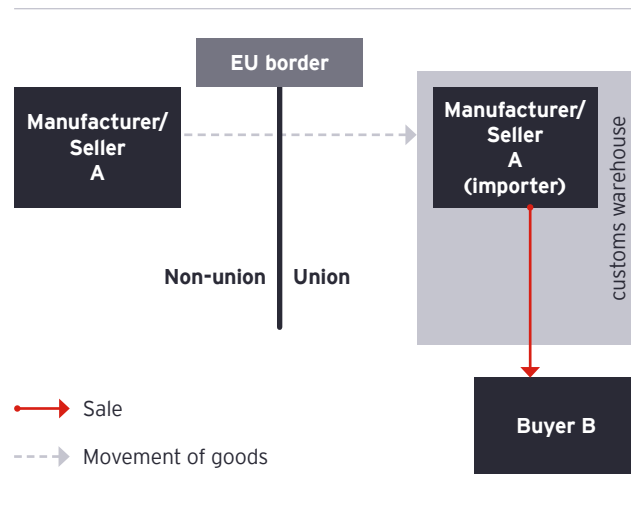 EU border
Manufacturer/
Seller
A
Manufacturer/
Seller
A
(importer)
customs warehouse
Non-union
Union
Buyer B
Sale
Movement of goods